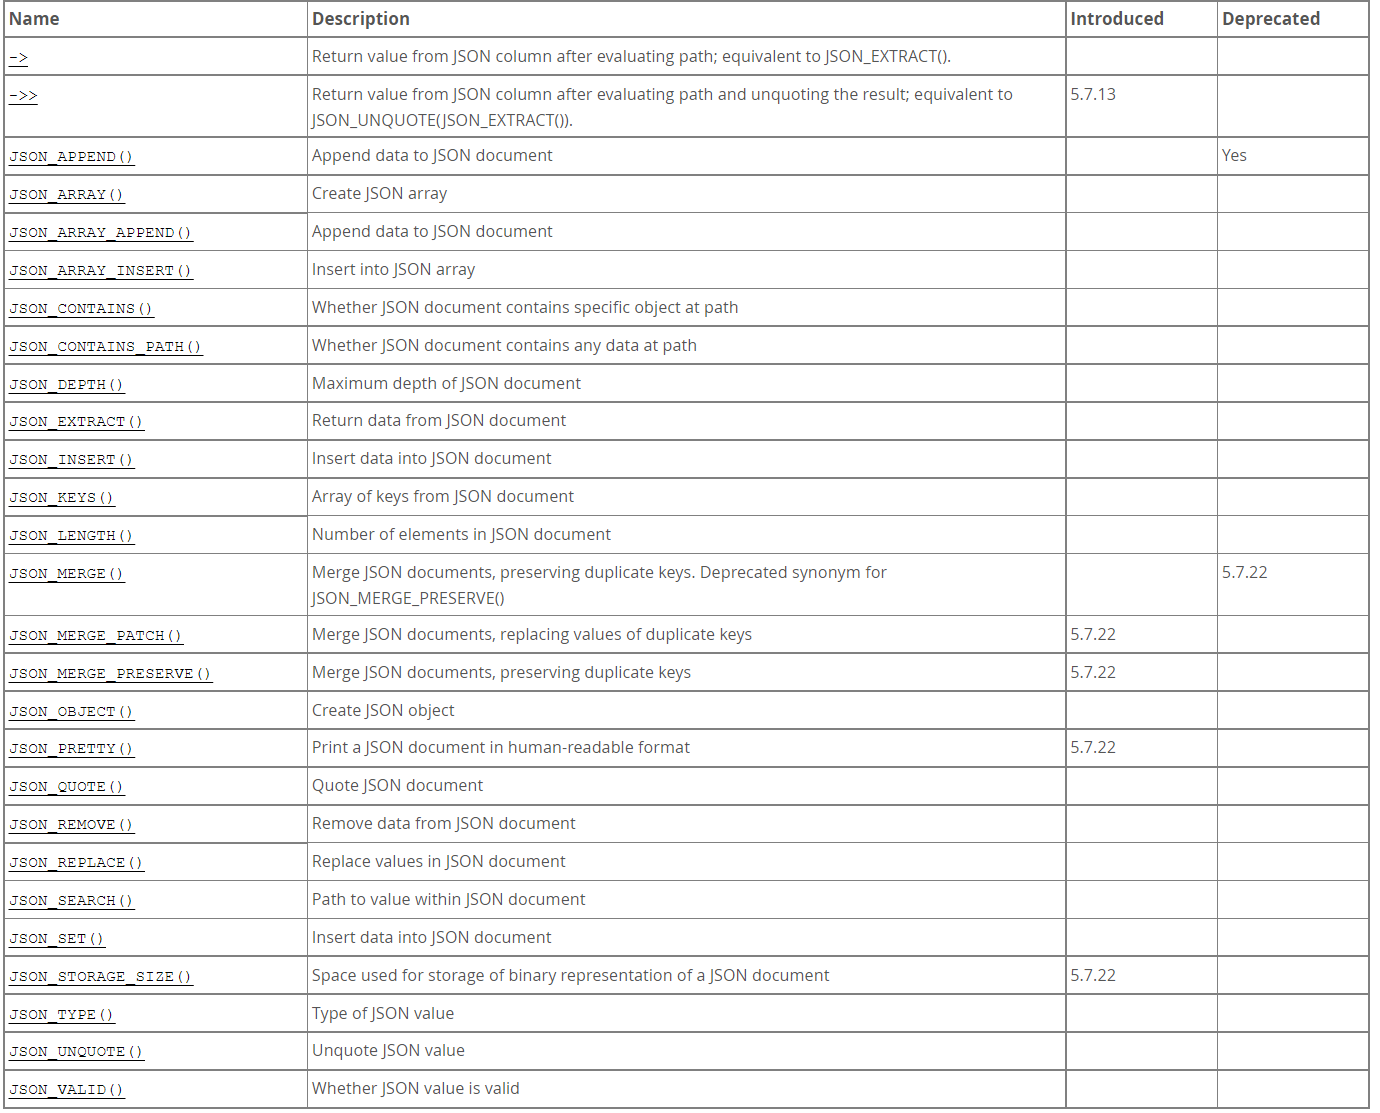 Name Description Introduced Deprecated
-> Return value from JSON column after evaluating path; equivalent to JSON_EXTRACT().
->> Return value from JSON column after evaluating path and unquoting the result; equivalent to 5.7.13
JSON_UNQUOTE(JSON_EXTRACT()).
JSON_APPEND() Append data to JSON document Yes
JSON_ARRAY() Create JSON array
JSON_ARRAY_APPEND() Append data to JSON document
JSON_ARRAY_INSERT() Insert into JSON array
JSON_CONTAINS() Whether JSON document contains specific object at path
JSON_CONTAINS_PATH() Whether JSON document contains any data at path
JSON_DEPTH() Maximum depth of JSON document
JSON_EXTRACT() Return data from JSON document
JSON_INSERT() Insert data into JSON document
JSON_KEYS() Array of keys from JSON document
JSON_LENGTH() Number of elements in JSON document
JSON_MERGE() Merge JSON documents, preserving duplicate keys. Deprecated synonym for 5.7.22
JSON_MERGE_PRESERVE()
JSON_MERGE_PATCH() Merge JSON documents, replacing values of duplicate keys 5.7.22
JSON_MERGE_PRESERVE() Merge JSON documents, preserving duplicate keys 5.7.22
JSON_OBJECT() Create JSON object
JSON_PRETTY() Print a JSON document in human-readable format 5.7.22
JSON_QUOTE() Quote JSON document
JSON_REMOVE() Remove data from JSON document
JSON_REPLACE() Replace values in JSON document
JSON_SEARCH() Path to value within JSON document
JSON_SET() Insert data into JSON document
JSON_STORAGE_SIZE() Space used for storage of binary representation of a JSON document 5.7.22
JSON_TYPE() Type of JSON value
JSON_UNQUOTE() Unquote JSON value
JSON_VALID() Whether JSON value is valid